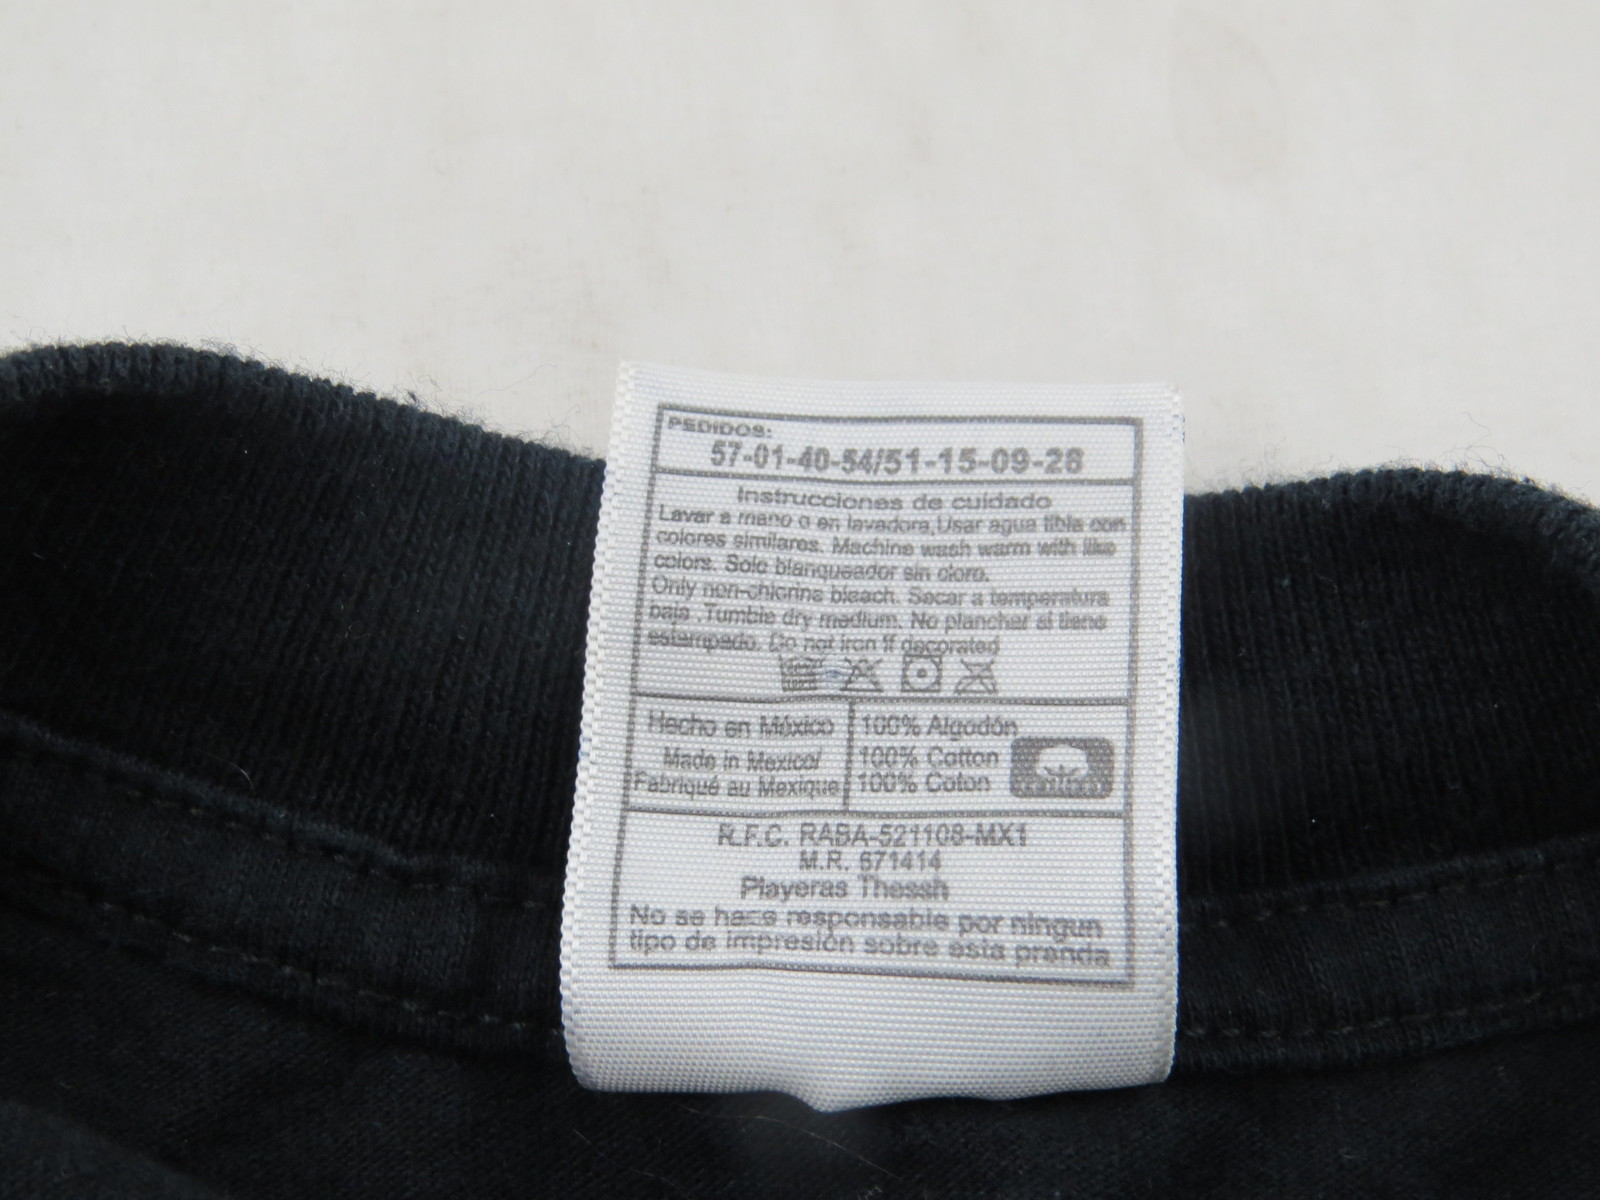 PEDIDOS:
57-01-40-54/51-15-09-28
Instrucciones de cuidado
Lavar a mano o en lavadora,Usar agua tibia con
colores similares. Machine wash warm with like
colors. Solo blanqueador sin cloro.
Only non-chlorine bleach. Secar a temperatura
baja .Tumble dry medium. No planchar si tiene
estampado. Do not iron if decorated
Hecho en México
Made in Mexico/
Fabriqué au Mexique
100% Algodón
100% Cotton
100% Coton
R.F.C. RABA-521108-MX1
M.R. 671414
Playeras Thessh
No se hace responsable por ningun
tipo de impresión sobre esta prenda